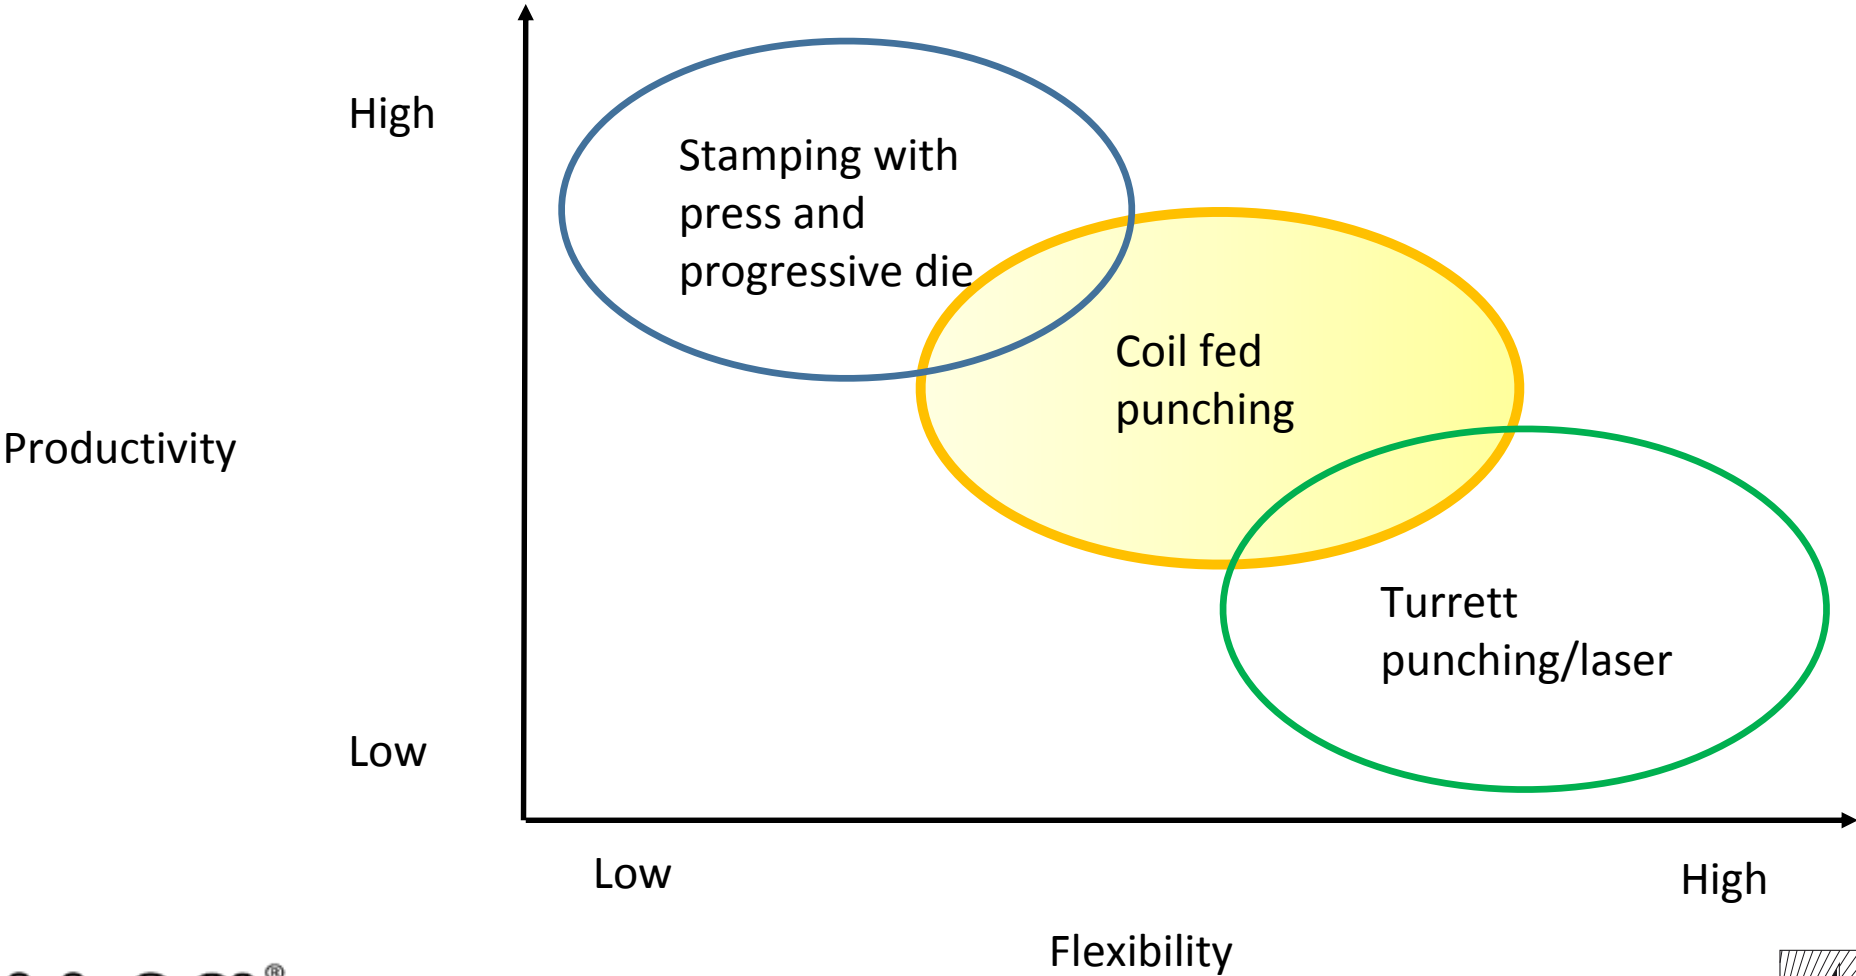 High
Stamping with
press and
progressive die
Coil fed
punching
Productivity
Turrett
punching/laser
Low
Low
High
Flexibility
®